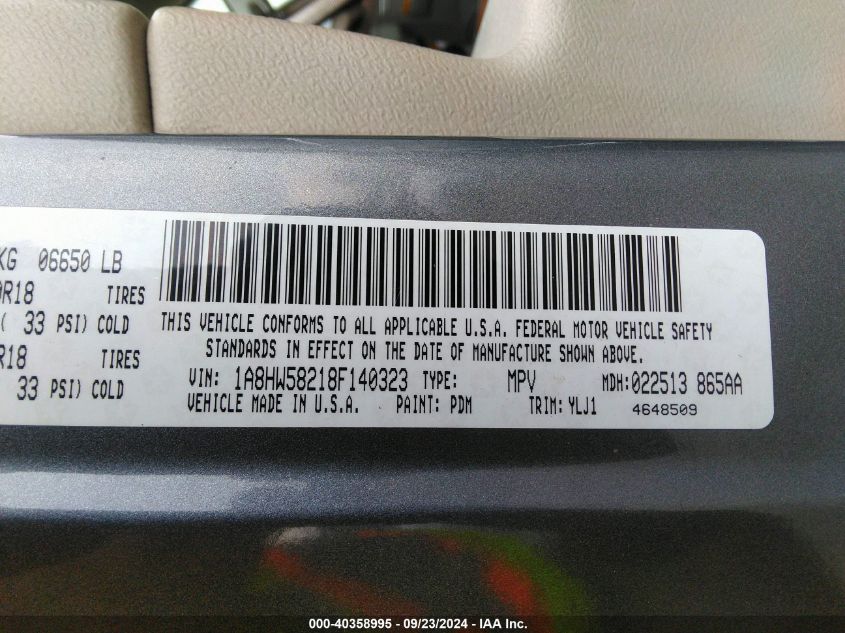 KG 06650 LB
R18 TIRES
( 33 PSI) COLD
R18 TIRES
33 PSI) COLD
THIS VEHICLE CONFORMS TO ALL APPLICABLE U.S.A. FEDERAL MOTOR VEHICLE SAFETY
STANDARDS IN EFFECT ON THE DATE OF MANUFACTURE SHOWN ABOVE.
VIN: 1A8HW58218F140323 TYPE: MPV MDH:022513 865AA
VEHICLE MADE IN U.S.A. PAINT: PDM TRIM: YLJ1 4648509
000-40358995 - 09/23/2024 - IAA Inc.